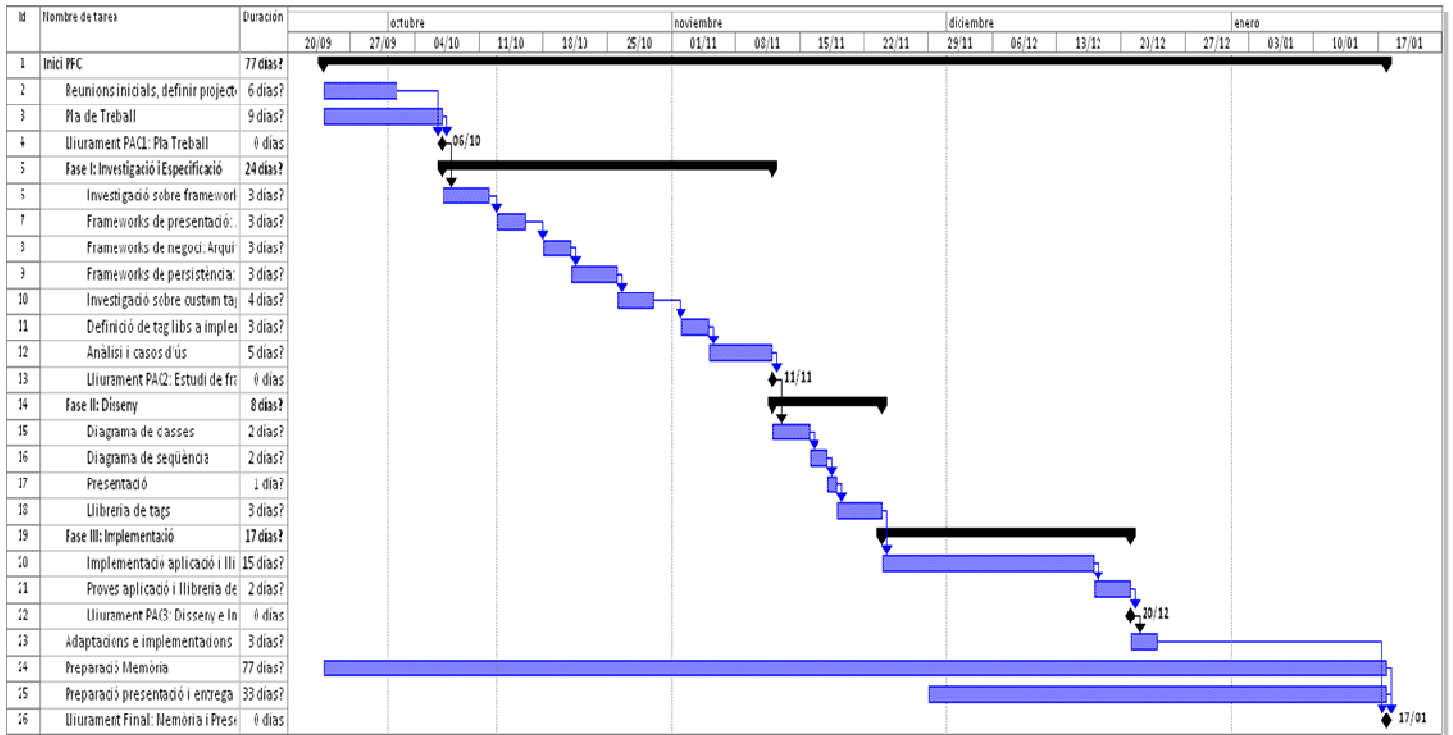 Id Nombre de tarea Duración octubre noviembre diciembre enero
20/09 27/09 04/10 11/10 18/10 25/10 01/11 08/11 15/11 22/11 29/11 06/12 13/12 20/12 27/12 03/01 10/01 17/01
1 Inici PFC 77 días?
2 Reunions inicials, definir project 6 días?
3 Pla de Treball 9 días?
4 Lliurament PAC1: Pla Treball 0 días 06/10
5 Fase I: Investigació i Especificació 24 días?
6 Investigació sobre framework 3 días?
7 Frameworks de presentació: 3 días?
8 Frameworks de negoci: Arqui 3 días?
9 Frameworks de persistència: 3 días?
10 Investigació sobre custom tag 4 días?
11 Definició de tag libs a imple 3 días?
12 Anàlisi i casos d'ús 5 días?
13 Lliurament PAC2: Estudi de fra 0 días 11/11
14 Fase II: Disseny 8 días?
15 Diagrama de classes 2 días?
16 Diagrama de seqüència 2 días?
17 Presentació 1 día?
18 Llibreria de tags 3 días?
19 Fase III: Implementació 17 días?
20 Implementació aplicació i lli 15 días?
21 Proves aplicació i llibreria de 2 días?
22 Lliurament PAC3: Disseny e In 0 días 20/12
23 Adaptacions e implementacions 3 días?
24 Preparació Memòria 77 días?
25 Preparació presentació i entrega 33 días?
26 Lliurament Final: Memòria i Prese 0 días 17/01